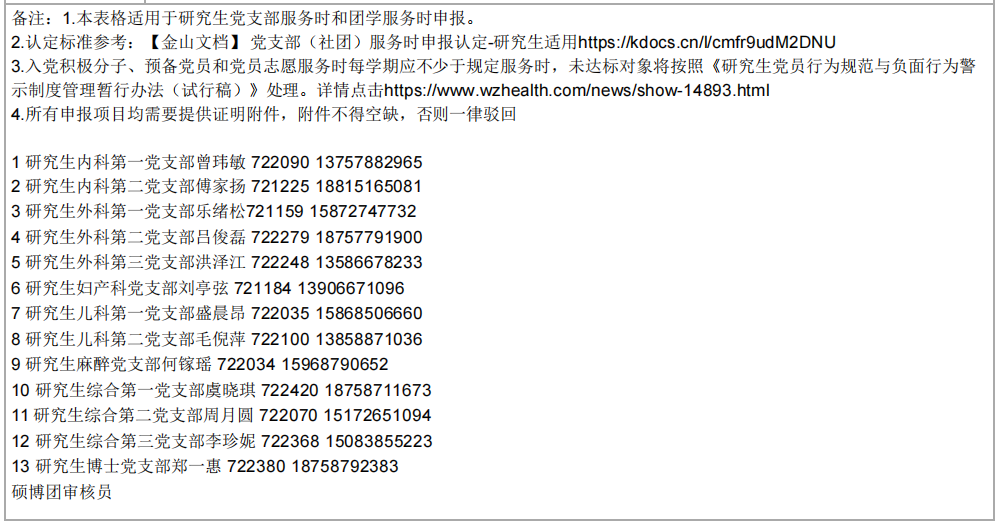 备注：1.本表格适用于研究生党支部服务时和团学服务时申报。
2.认定标准参考：【金山文档】 党支部（社团）服务时申报认定-研究生适用https://kdocs.cn/l/cmfr9udM2DNU
3.入党积极分子、预备党员和党员志愿服务时每学期应不少于规定服务时，未达标对象将按照《研究生党员行为规范与负面行为警
示制度管理暂行办法（试行稿）》处理。详情点击https://www.wzhealth.com/news/show-14893.html
4.所有申报项目均需要提供证明附件，附件不得空缺，否则一律驳回
1 研究生内科第一党支部曾玮敏 722090 13757882965
2 研究生内科第二党支部傅家扬 721225 18815165081
3 研究生外科第一党支部乐绪松721159 15872747732
4 研究生外科第二党支部吕俊磊 722279 18757791900
5 研究生外科第三党支部洪泽江 722248 13586678233
6 研究生妇产科党支部刘亭弦 721184 13906671096
7 研究生儿科第一党支部盛晨昂 722035 15868506660
8 研究生儿科第二党支部毛倪萍 722100 13858871036
9 研究生麻醉党支部何镓瑶 722034 15968790652
10 研究生综合第一党支部虞晓琪 722420 18758711673
11 研究生综合第二党支部周月圆 722070 15172651094
12 研究生综合第三党支部李珍妮 722368 15083855223
13 研究生博士党支部郑一惠 722380 18758792383
硕博团审核员